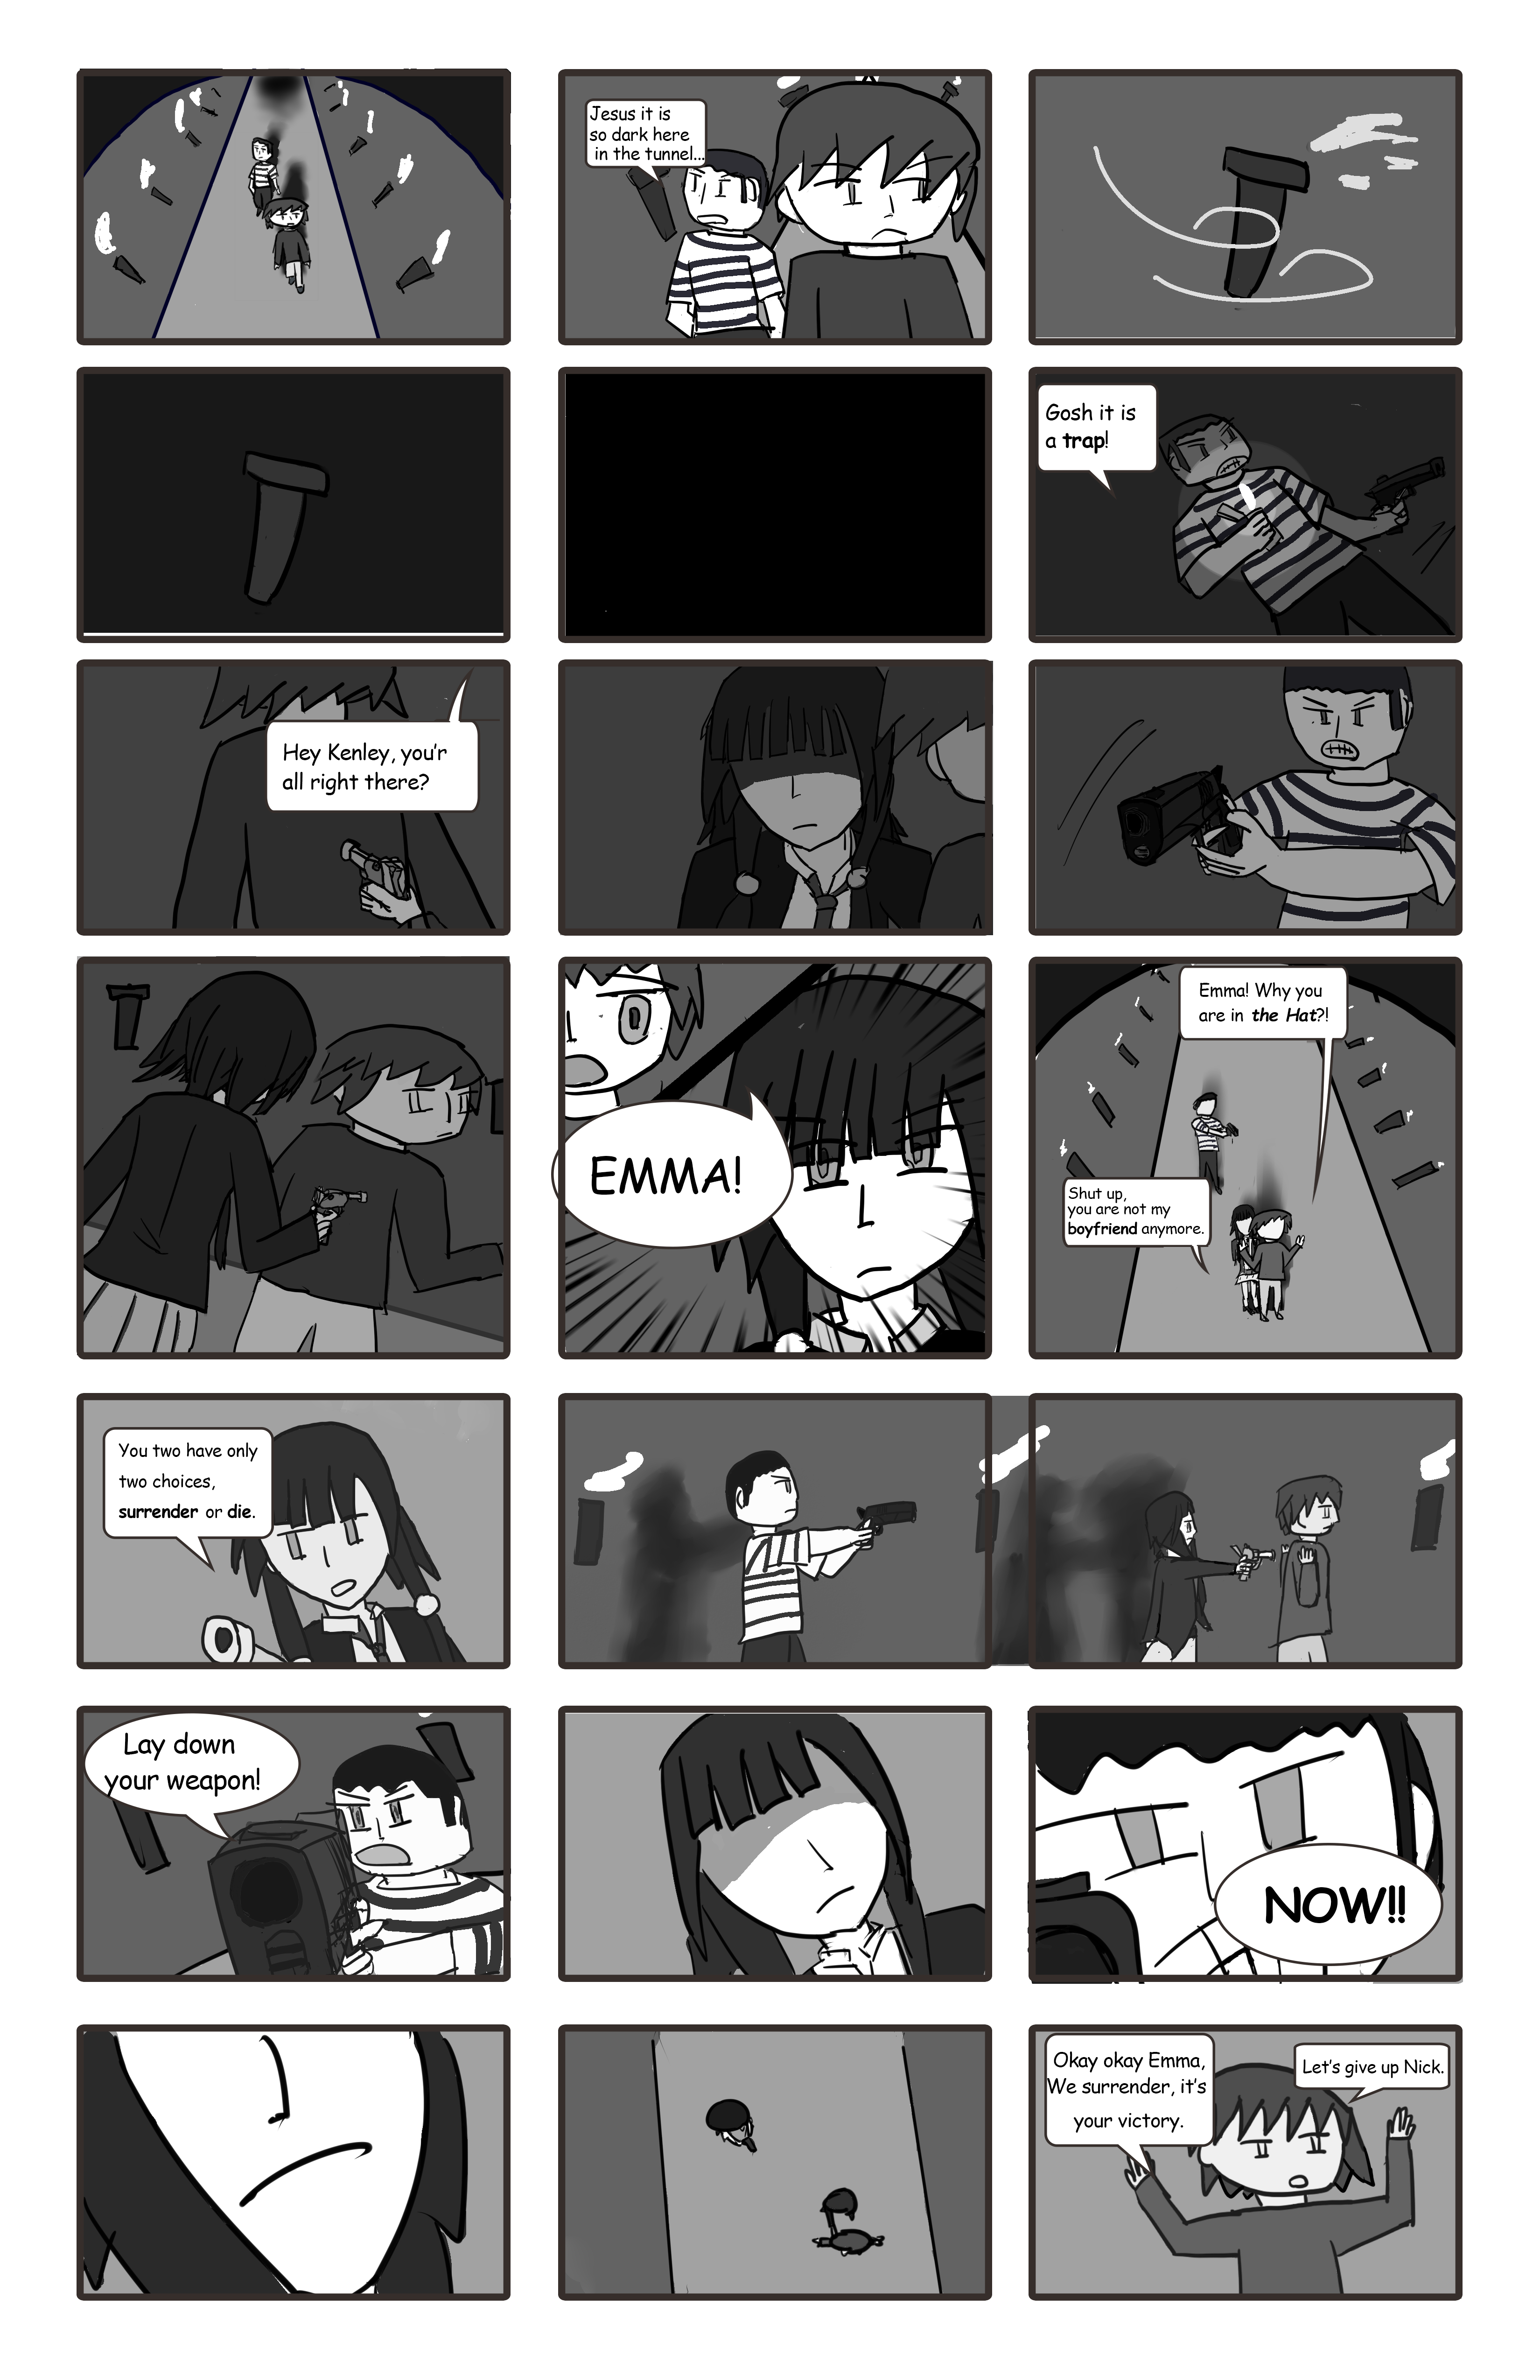 Jesus it is
so dark here
in the tunnel...
Gosh it is
a trap!
Hey Kenley, you'r
all right there?
EMMA!
Emma! Why you
are in the Hat?!
Shut up,
you are not my
boyfriend anymore.
You two have only
two choices,
surrender or die.
Lay down
your weapon!
NOW!!
Okay okay Emma,
We surrender, it's
your victory.
Let's give up Nick.